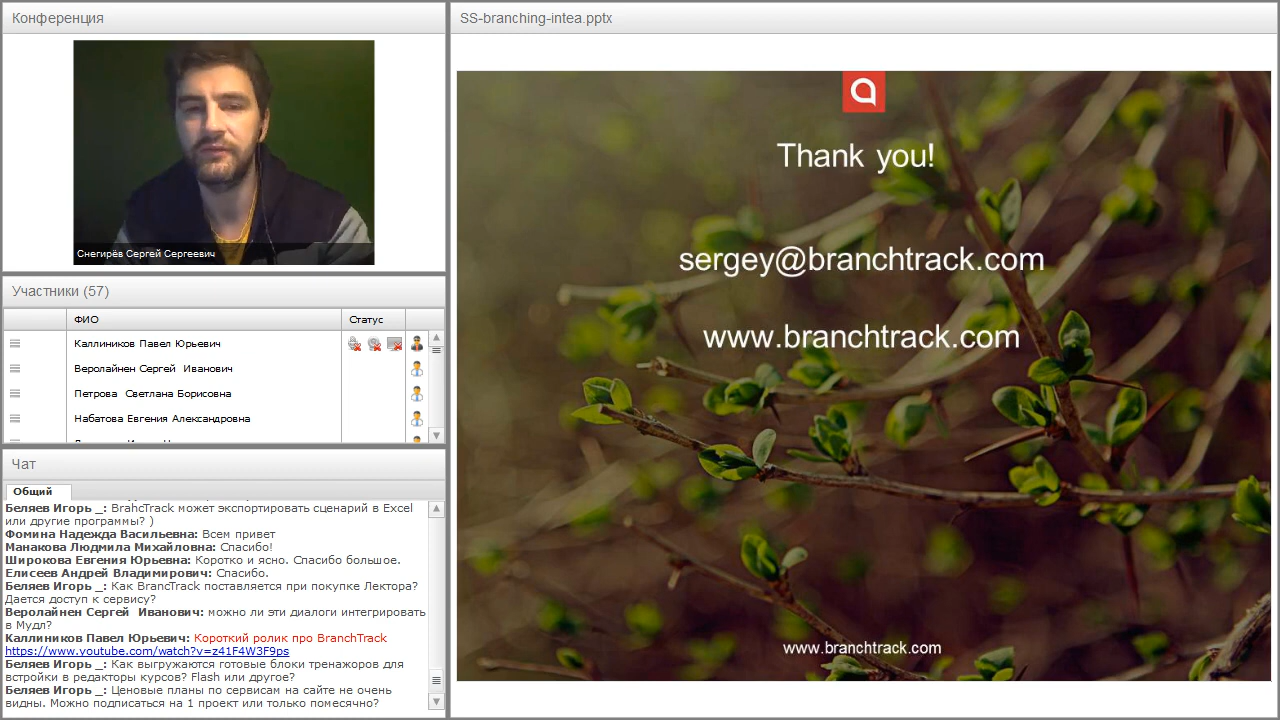 Конференция
Снегирёв Сергей Сергеевич
Участники (57)
ФИО
Статус
Каллиников Павел Юрьевич
Веролайнен Сергей Иванович
Петрова Светлана Борисовна
Набатова Евгения Александровна
Чат
Общий
Беляев Игорь _: BrahcTrack может экспортировать сценарий в Excel
или другие программы? )
Фомина Надежда Васильевна: Всем привет
Манакова Людмила Михайловна: Спасибо!
Широкова Евгения Юрьевна: Коротко и ясно. Спасибо большое.
Елисеев Андрей Владимирович: Спасибо.
Беляев Игорь _: Как BrancTrack поставляется при покупке Лектора?
Дается доступ к сервису?
Веролайнен Сергей Иванович: можно ли эти диалоги интегрировать
в Мудл?
Каллиников Павел Юрьевич: Короткий ролик про BranchTrack
https://www.youtube.com/watch?v=z41F4W3F9ps
Беляев Игорь _: Как выгружаются готовые блоки тренажоров для
встройки в редакторы курсов? Flash или другое?
Беляев Игорь _: Ценовые планы по сервисам на сайте не очень
видны. Можно подписаться на 1 проект или только помесячно?
SS-branching-intea.pptx
Thank you!
sergey@branchtrack.com
www.branchtrack.com
www.branchtrack.com